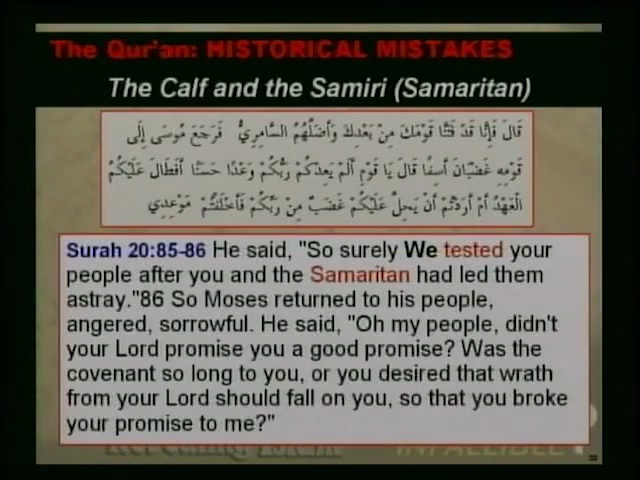 The Qur'an: HISTORICAL MISTAKES
The Calf and the Samiri (Samaritan)
قَالَ فَإِنَّا قَدْ فَتَنَّا قَوْمَكَ مِنْ بَعْدِكَ وَأَضَلَّهُمُ السَّامِرِيُّ فَرَجَعَ مُوسَى إِلَى
قَوْمِهِ غَضْبَانَ أَسِفًا قَالَ يَا قَوْمِ أَلَمْ يَعِدْكُمْ رَبُّكُمْ وَعْدًا حَسَنًا أَفَطَالَ عَلَيْكُمُ
الْعَهْدُ أَمْ أَرَدْتُمْ أَنْ يَحِلَّ عَلَيْكُمْ غَضَبٌ مِنْ رَبِّكُمْ فَأَخْلَفْتُمْ مَوْعِدِي
Surah 20:85-86 He said, "So surely We tested your
people after you and the Samaritan had led them
astray."86 So Moses returned to his people,
angered, sorrowful. He said, "Oh my people, didn't
your Lord promise you a good promise? Was the
covenant so long to you, or you desired that wrath
from your Lord should fall on you, so that you broke
your promise to me?"